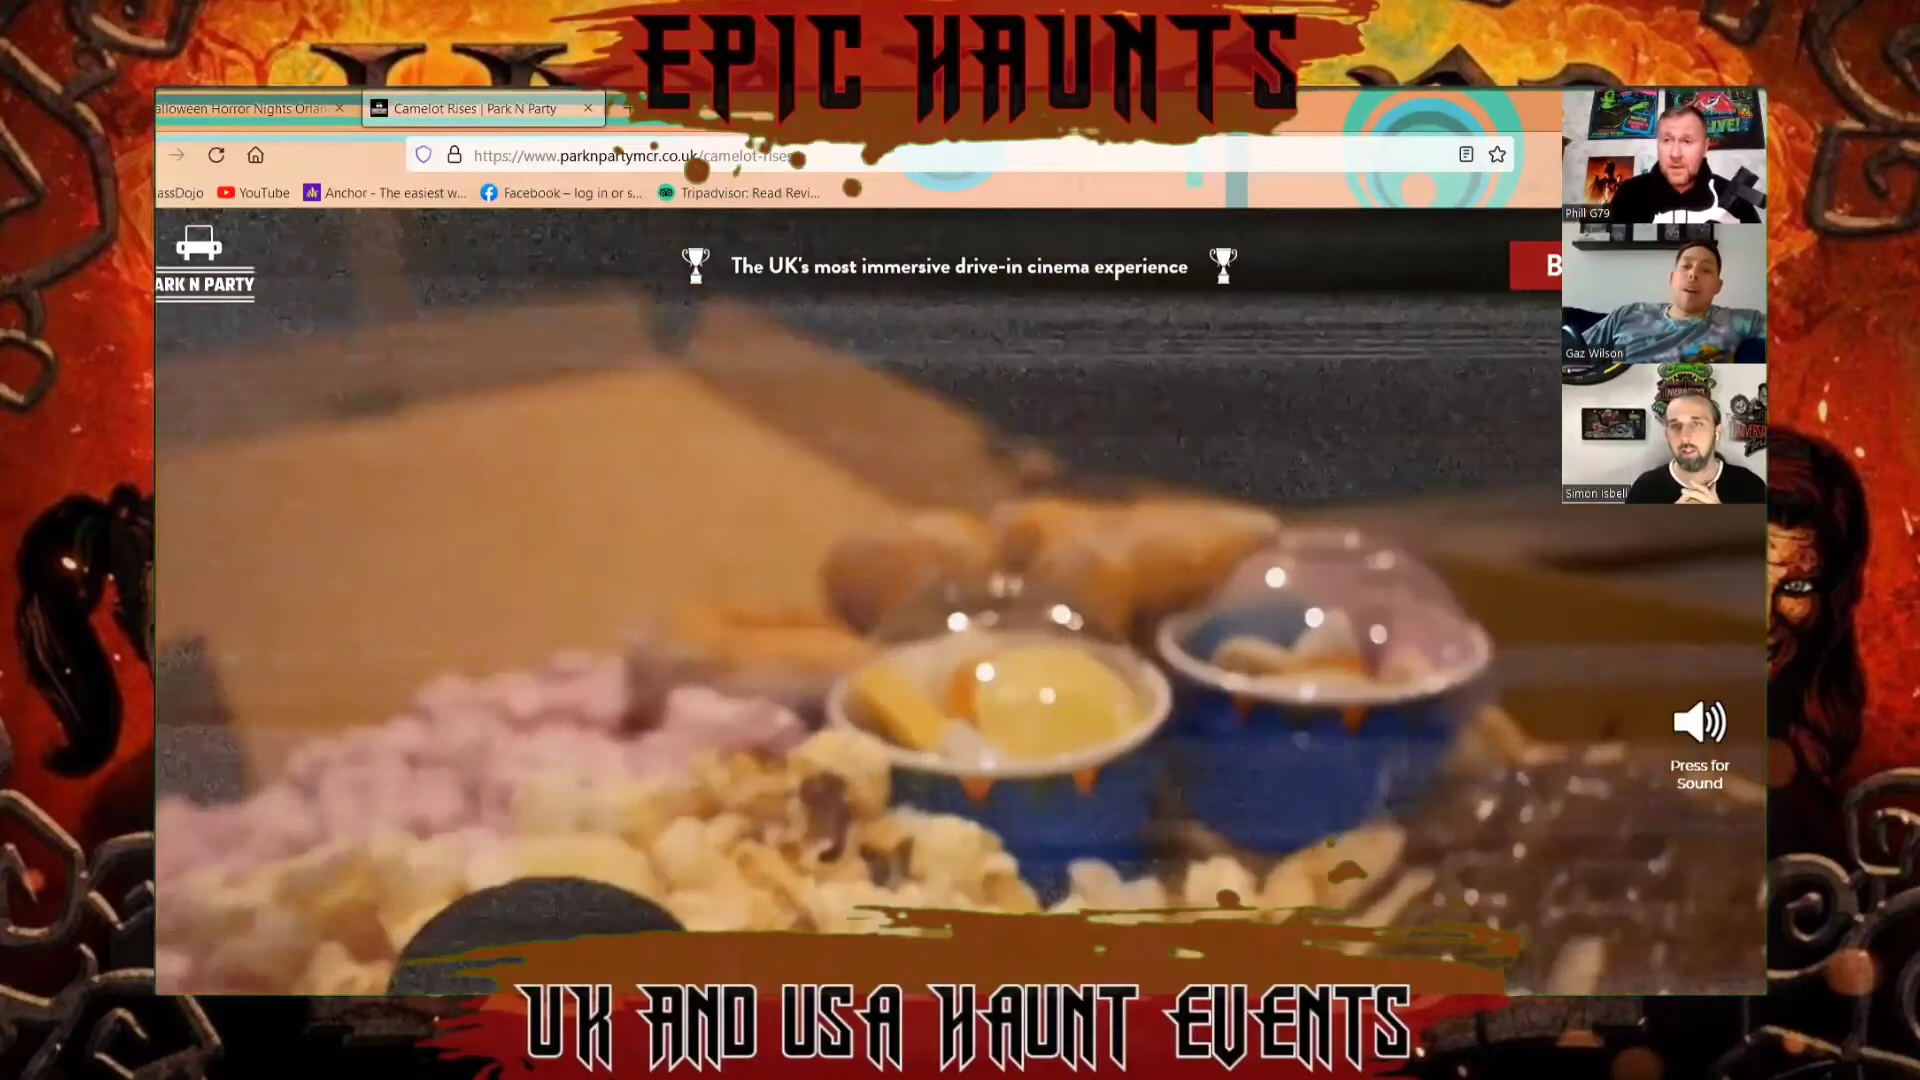 EPIC HAUNTS
alloween Horror Nights Orlan
Camelot Rises | Park N Party
https://www.parknpartymcr.co.uk/camelot-rises
assDojo
YouTube
Anchor - The easiest w...
Facebook – log in or s...
Tripadvisor: Read Revi...
ARK N PARTY
The UK's most immersive drive-in cinema experience
B
Phill G79
Gaz Wilson
Simon Isbell
Press for
Sound
UK AND USA HAUNT EVENTS